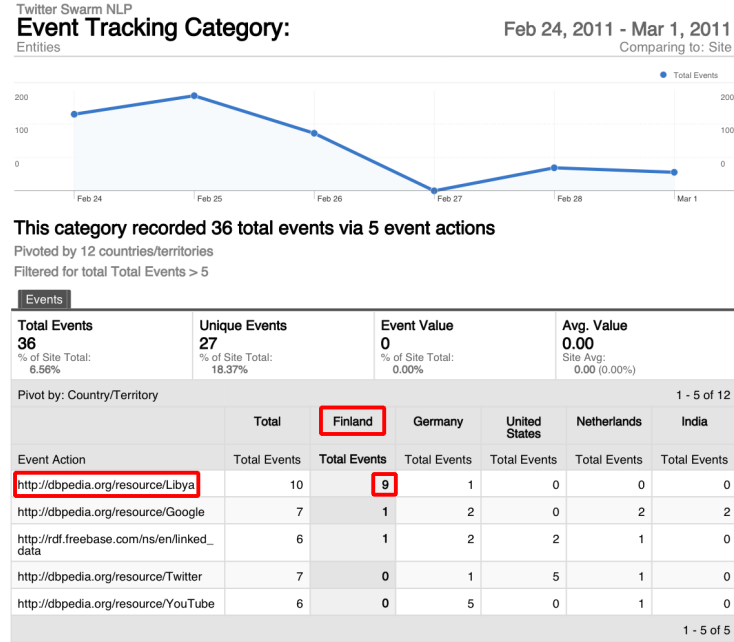 Twitter Swarm NLP
Event Tracking Category:
Feb 24, 2011 - Mar 1, 2011
Entities
Comparing to: Site
Total Events
200 200
100 100
0 0
Feb 24 Feb 25 Feb 26 Feb 27 Feb 28 Mar 1
This category recorded 36 total events via 5 event actions
Pivoted by 12 countries/territories
Filtered for total Total Events > 5
Events
Total Events Unique Events Event Value Avg. Value
36 27 0 0.00
% of Site Total: % of Site Total: % of Site Total: Site Avg:
6.56% 18.37% 0.00% 0.00 (0.00%)
Pivot by: Country/Territory 1 - 5 of 12
Total Finland Germany United Netherlands India
States
Event Action Total Events Total Events Total Events Total Events Total Events Total Events
http://dbpedia.org/resource/Libya 10 9 1 0 0 0
http://dbpedia.org/resource/Google 7 1 2 0 2 2
http://rdf.freebase.com/ns/en/linked_ 6 1 2 2 1 0
data
http://dbpedia.org/resource/Twitter 7 0 1 5 1 0
http://dbpedia.org/resource/YouTube 6 0 5 0 1 0
1 - 5 of 5